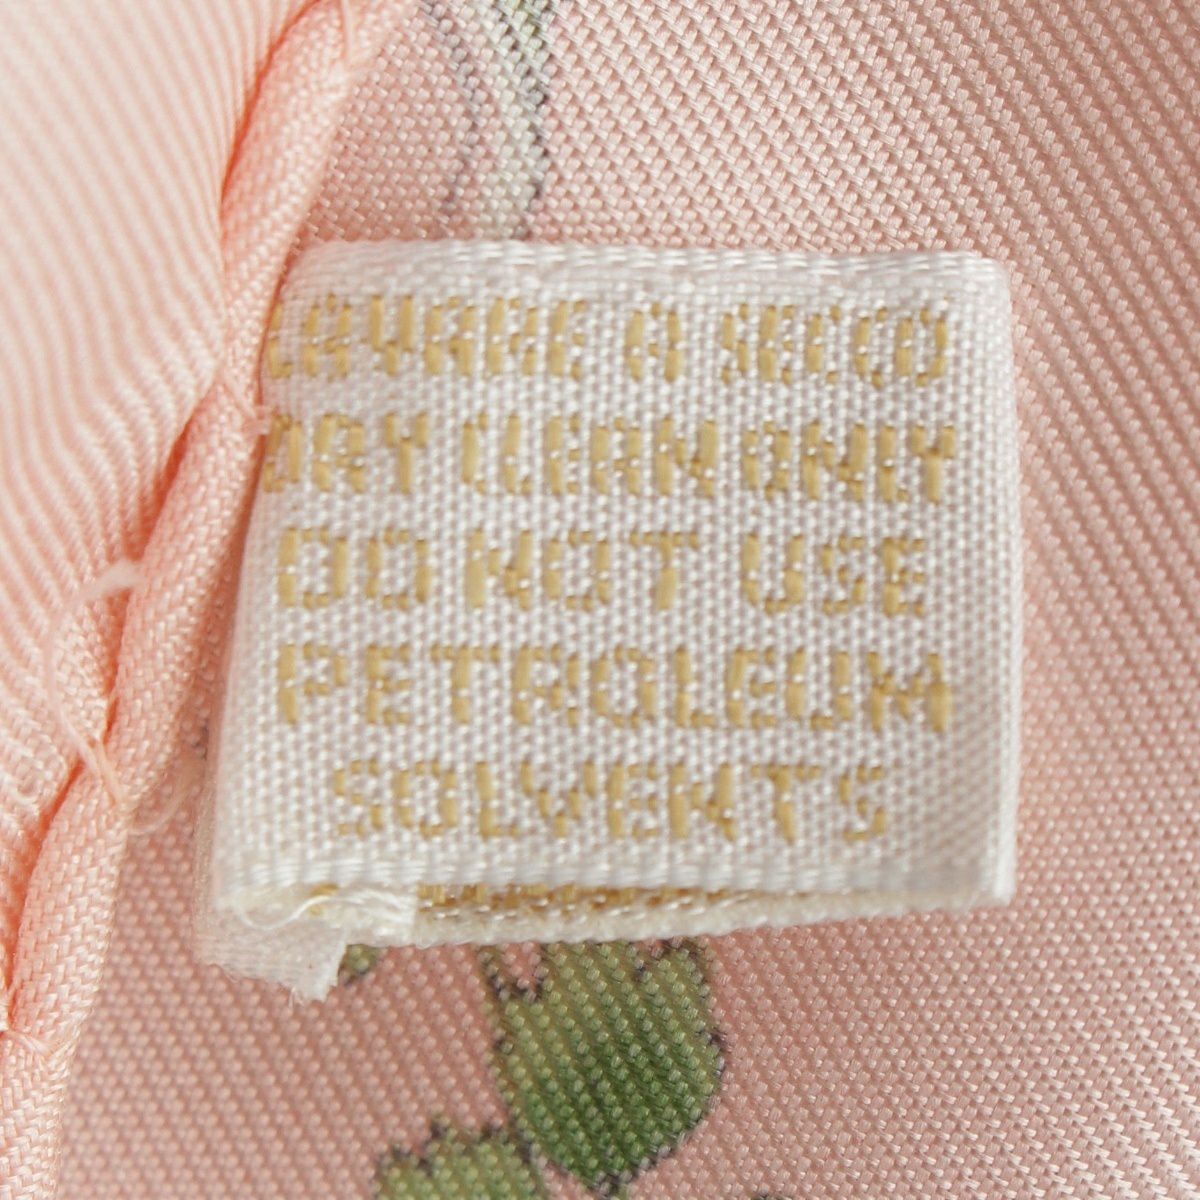 LAVARE A SECCO
DRY CLEAN ONLY
DO NOT USE
PETROLEUM
SOLVENTS